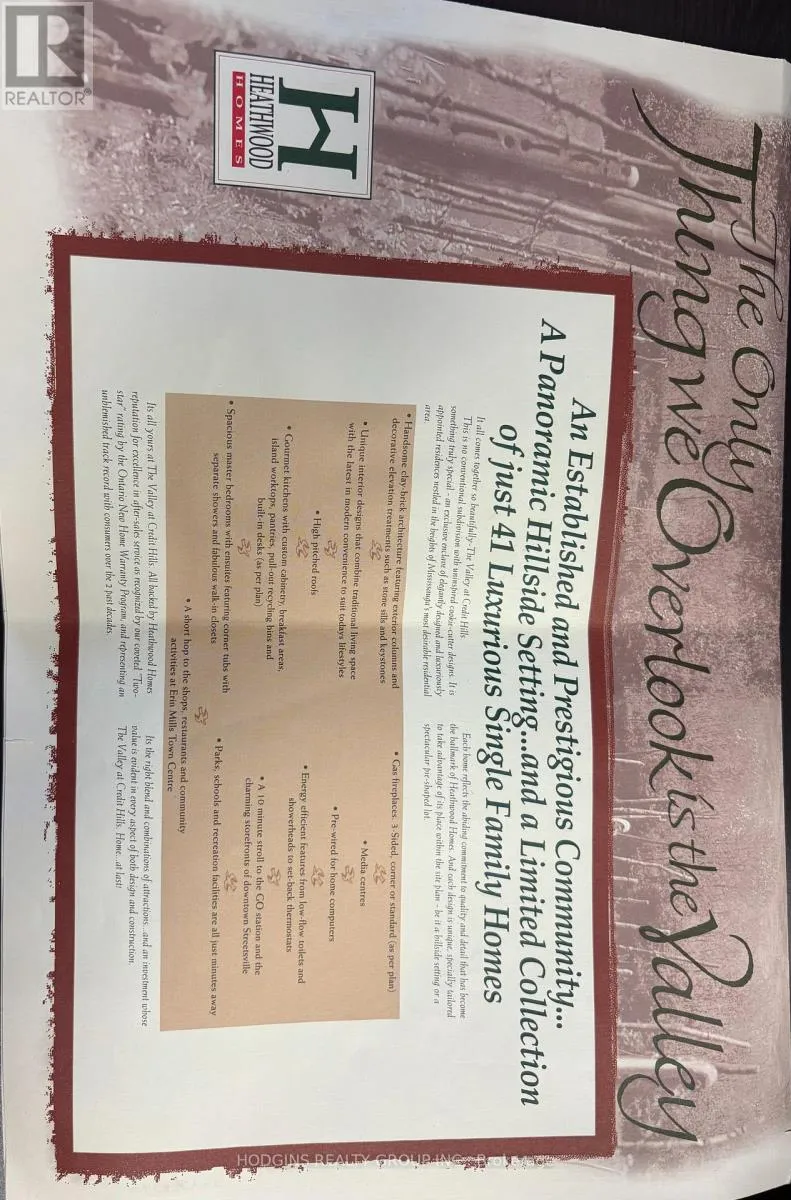 The Only
Thing we Overlook is the Valley
HEATHWOOD
HOMES
An Established and Prestigious Community...
A Panoramic Hillside Setting...and a Limited Collection
of just 41 Luxurious Single Family Homes
It all comes together so beautifully-The Valley at Credit Hills
This is no conventional subdivision with uninspired cookie-cutter designs. It is
something truly special - an exclusive enclave of elegantly designed and luxuriously
appointed residences nestled in the heights of Mississauga's most desirable residential
area.
Each home reflects the abiding commitment to quality and detail that has become
the hallmark of Heathwood Homes. And each design is unique, specially tailored
to take advantage of its place within the site plan - be it a hillside setting or a
spectacular pie-shaped lot.
• Handsome clay-brick architecture featuring exterior columns and
decorative elevation treatments such as stone sills and keystones
• Unique interior designs that combine traditional living space
with the latest in modern convenience to suit todays lifestyles
• High pitched roofs
• Gourmet kitchens with custom cabinetry, breakfast areas,
island worktops, pantries, pull-out recycling bins and
built-in desks (as per plan)
• Spacious master bedrooms with ensuites featuring corner tubs with
separate showers and fabulous walk-in closets
• Gas fireplaces. 3-Sided, corner or standard (as per plan)
• Media centres
• Pre-wired for home computers
• Energy efficient features from low-flow toilets and
showerheads to set-back thermostats
• A 10 minute stroll to the GO station and the
charming storefronts of downtown Streetsville
• Parks, schools and recreation facilities are all just minutes away
• A short hop to the shops, restaurants and community
activities at Erin Mills Town Centre
Its all yours at The Valley at Credit Hills. All backed by Heathwood Homes
reputation for excellence in after-sales service as recognized by our coveted "Two-
star" rating by the Ontario New Home Warranty Program, and representing an
unblemished track record with consumers over the 2 past decades.
Its the right blend and combinations of attractions...and an investment whose
value is evident in every aspect of both design and construction.
The Valley at Credit Hills. Home...at last!
REALTOR®
HODGINS REALTY GROUP INC., Brokerage